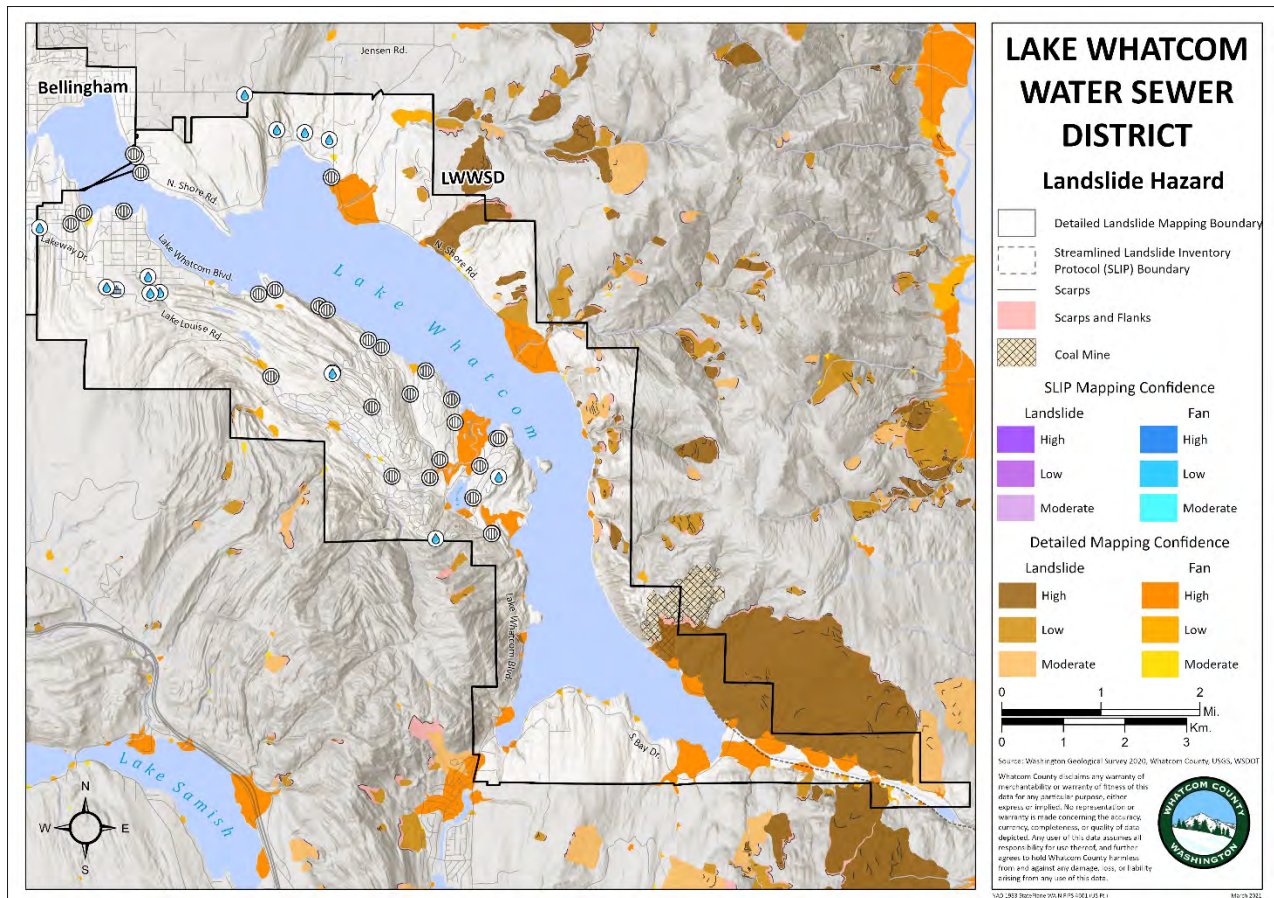 Jensen Rd.
Bellingham
LWWSD
N. Shore Rd.
Lakeway Dr.
Lake Whatcom Blvd.
N. Shore Rd.
Lake Whatcom
Lake Louise Rd.
Lake Whatcom Blvd.
S. Bay Dr.
Lake Samish
N
W E
S
LAKE WHATCOM
WATER SEWER
DISTRICT
Landslide Hazard
Detailed Landslide Mapping Boundary
Streamlined Landslide Inventory
Protocol (SLIP) Boundary
Scarps
Scarps and Flanks
Coal Mine
SLIP Mapping Confidence
Landslide Fan
High High
Low Low
Moderate Moderate
Detailed Mapping Confidence
Landslide Fan
High High
Low Low
Moderate Moderate
0 1 2
Mi.
Km.
0 1 2 3
Source: Washington Geological Survey 2020, Whatcom County, USGS, WSDOT
Whatcom County disclaims any warranty of
merchantability or warranty of fitness of this
data for any particular purpose, either
express or implied. No representation or
warranty is made concerning the accuracy,
currency, completeness, or quality of data
depicted. Any user of this data assumes all
responsibility for use thereof, and further
agrees to hold Whatcom County harmless
from and against any damage, loss, or liability
arising from any use of this data.
WHATCOM COUNTY
WASHINGTON
March 2021